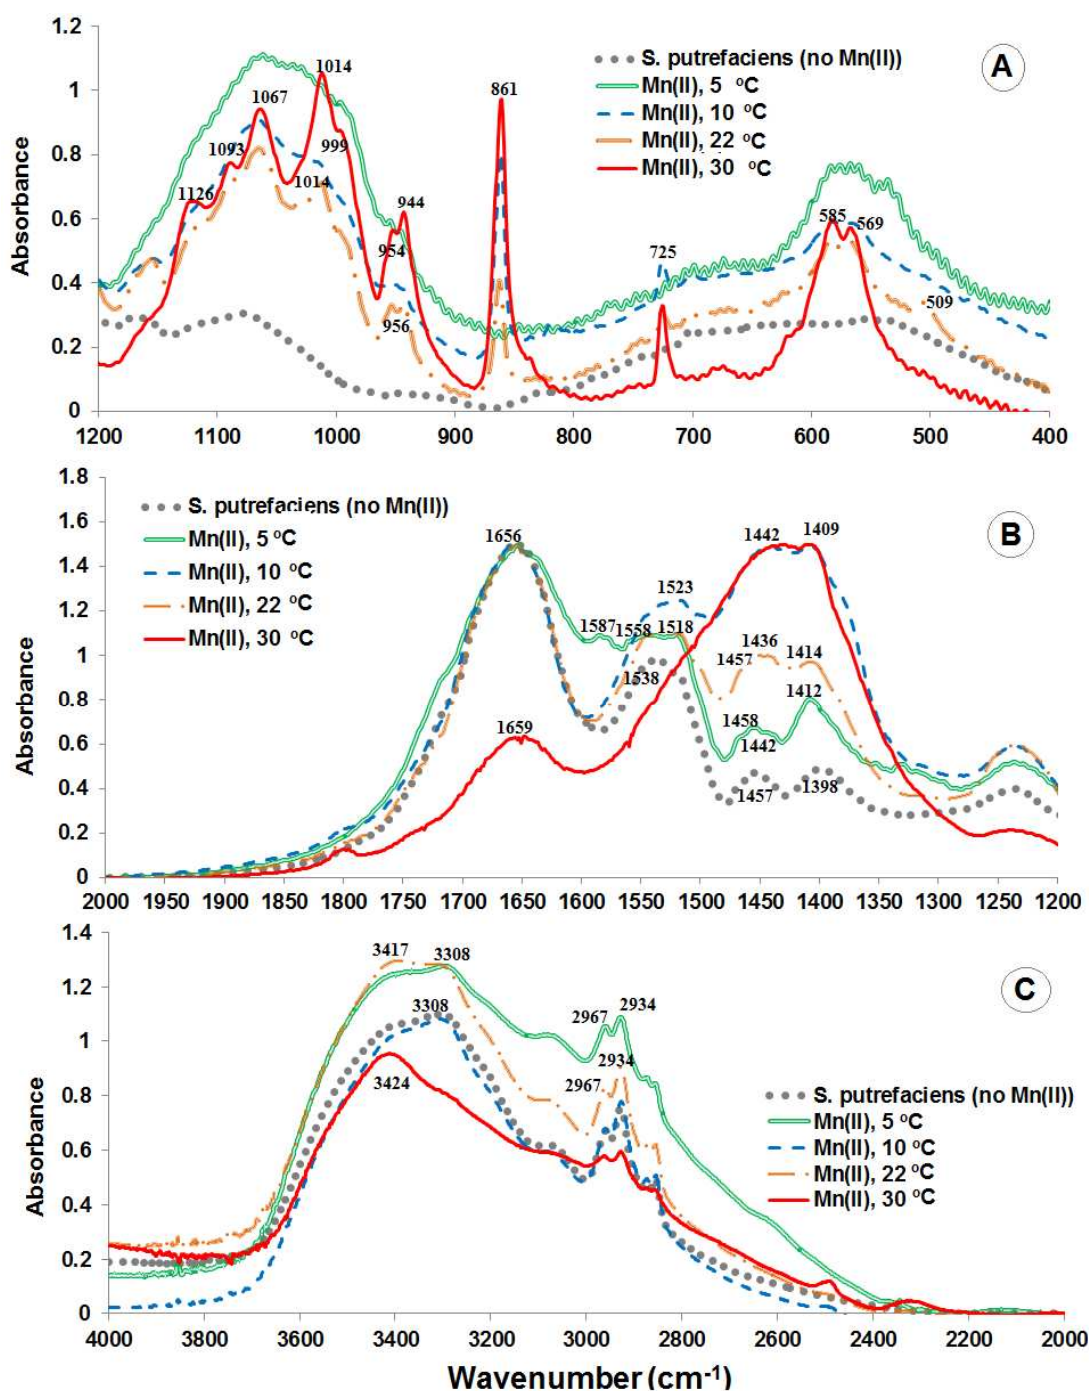 1.2
1
0.8
0.6
0.4
0.2
0
Absorbance
1126
1093
1067
1014
1014
999
954
956
944
861
725
585
569
509
S. putrefaciens (no Mn(II))
Mn(II), 5 °C
Mn(II), 10 °C
Mn(II), 22 °C
Mn(II), 30 °C
A
1200 1100 1000 900 800 700 600 500 400
1.8
1.6
1.4
1.2
1
0.8
0.6
0.4
0.2
0
Absorbance
S. putrefaciens (no Mn(II))
Mn(II), 5 °C
Mn(II), 10 °C
Mn(II), 22 °C
Mn(II), 30 °C
1656
1659
1587
1558
1538
1523
1518
1457
1458
1442
1457
1442
1436
1409
1414
1412
1398
B
2000 1950 1900 1850 1800 1750 1700 1650 1600 1550 1500 1450 1400 1350 1300 1250 1200
1.4
1.2
1
0.8
0.6
0.4
0.2
0
Absorbance
3417
3308
3308
3424
2967
2934
2934
2967
C
S. putrefaciens (no Mn(II))
Mn(II), 5 °C
Mn(II), 10 °C
Mn(II), 22 °C
Mn(II), 30 °C
4000 3800 3600 3400 3200 3000 2800 2600 2400 2200 2000
Wavenumber (cm⁻¹)